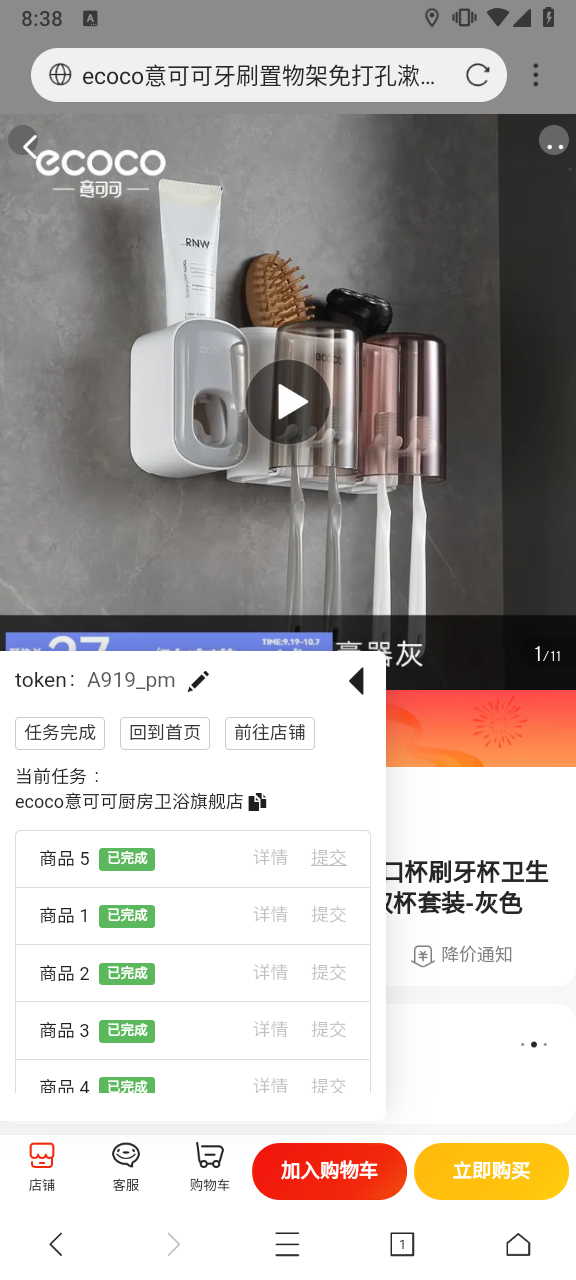 8:38
A
ecoco意可可牙刷置物架免打孔漱...
ecoco
意可可
RNW
ecoco
TIME:9.19-10.7
1/11
token： A919_pm
任务完成
回到首页
前往店铺
当前任务：
ecoco意可可厨房卫浴旗舰店
商品 5 已完成 详情 提交
口杯刷牙杯卫生
双杯套装-灰色
商品 1 已完成 详情 提交
降价通知
商品 2 已完成 详情 提交
商品 3 已完成 详情 提交
商品 4 已完成 详情 提交
店铺
客服
购物车
加入购物车
立即购买
1